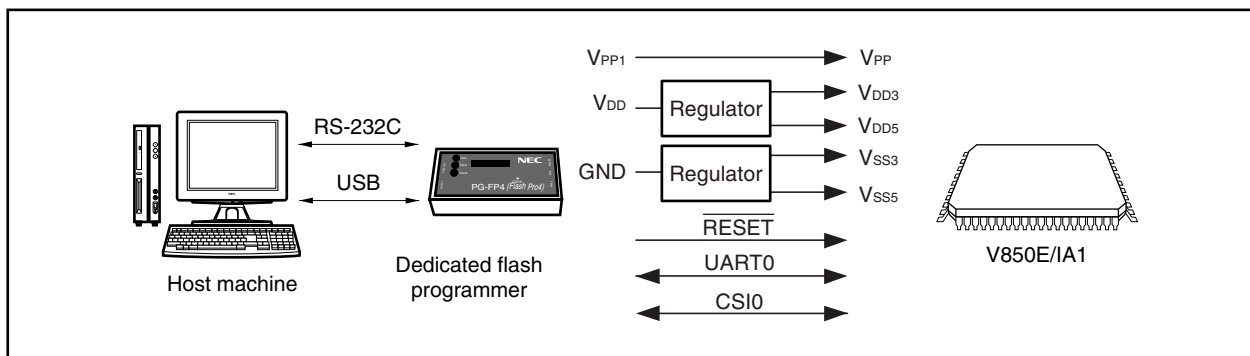 RS-232C
USB
Host machine
NEC
PG-FP4 (Flash Pro4)
Dedicated flash
programmer
VPP1
VPP
VDD
Regulator
VDD3
VDD5
GND
Regulator
VSS3
VSS5
RESET
UART0
CSI0
V850E/IA1